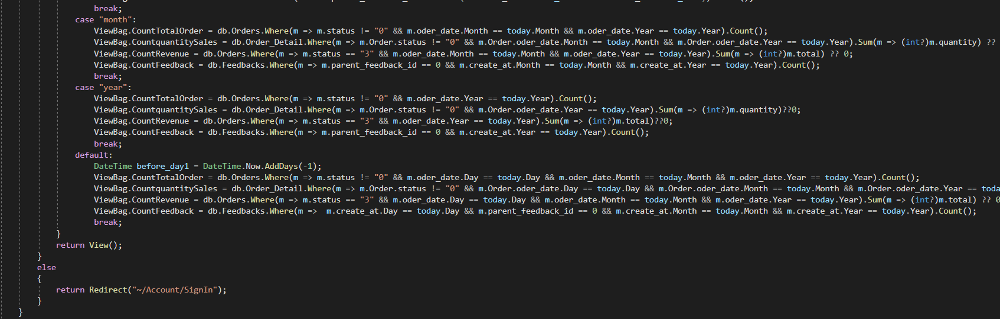 break;
case "month":
ViewBag.CountTotalOrder = db.Orders.Where(m => m.status != "0" && m.oder_date.Month == today.Month && m.oder_date.Year == today.Year).Count();
ViewBag.CountquantitySales = db.Order_Detail.Where(m => m.Order.status != "0" && m.Order.oder_date.Month == today.Month && m.Order.oder_date.Year == today.Year).Sum(m => (int?)m.quantity) ??
ViewBag.CountRevenue = db.Orders.Where(m => m.status == "3" && m.oder_date.Month == today.Month && m.oder_date.Year == today.Year).Sum(m => (int?)m.total) ?? 0;
ViewBag.CountFeedback = db.Feedbacks.Where(m => m.parent_feedback_id == 0 && m.create_at.Month == today.Month && m.create_at.Year == today.Year).Count();
break;
case "year":
ViewBag.CountTotalOrder = db.Orders.Where(m => m.status != "0" && m.oder_date.Year == today.Year).Count();
ViewBag.CountquantitySales = db.Order_Detail.Where(m => m.Order.status != "0" && m.Order.oder_date.Year == today.Year).Sum(m => (int?)m.quantity)??0;
ViewBag.CountRevenue = db.Orders.Where(m => m.status == "3" && m.oder_date.Year == today.Year).Sum(m => (int?)m.total)??0;
ViewBag.CountFeedback = db.Feedbacks.Where(m => m.parent_feedback_id == 0 && m.create_at.Year == today.Year).Count();
break;
default:
DateTime before_day1 = DateTime.Now.AddDays(-1);
ViewBag.CountTotalOrder = db.Orders.Where(m => m.status != "0" && m.oder_date.Day == today.Day && m.oder_date.Month == today.Month && m.oder_date.Year == today.Year).Count();
ViewBag.CountquantitySales = db.Order_Detail.Where(m => m.Order.status != "0" && m.Order.oder_date.Day == today.Day && m.Order.oder_date.Month == today.Month && m.Order.oder_date.Year == toda
ViewBag.CountRevenue = db.Orders.Where(m => m.status == "3" && m.oder_date.Day == today.Day && m.oder_date.Month == today.Month && m.oder_date.Year == today.Year).Sum(m => (int?)m.total) ?? 0
ViewBag.CountFeedback = db.Feedbacks.Where(m =>  m.create_at.Day == today.Day && m.parent_feedback_id == 0 && m.create_at.Month == today.Month && m.create_at.Year == today.Year).Count();
break;
}
return View();
}
else
{
return Redirect("~/Account/SignIn");
}
}